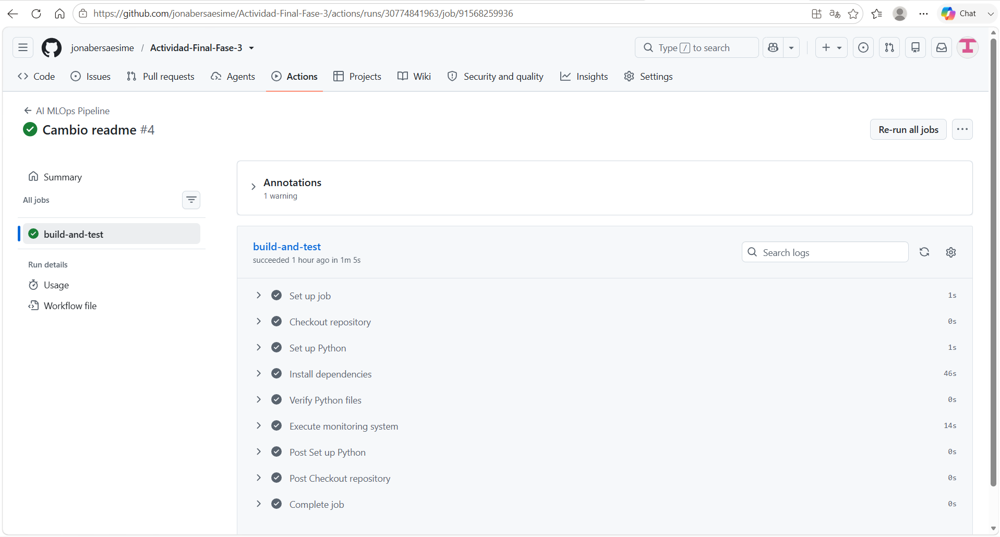 https://github.com/jonabersaesime/Actividad-Final-Fase-3/actions/runs/30774841963/job/91568259936
Chat
jonabersaesime / Actividad-Final-Fase-3
Type / to search
Code Issues Pull requests Agents Actions Projects Wiki Security and quality Insights Settings
AI MLOps Pipeline
Cambio readme #4
Re-run all jobs
Summary
All jobs
build-and-test
Run details
Usage
Workflow file
Annotations
1 warning
build-and-test
succeeded 1 hour ago in 1m 5s
Search logs
Set up job 1s
Checkout repository 0s
Set up Python 1s
Install dependencies 46s
Verify Python files 0s
Execute monitoring system 14s
Post Set up Python 0s
Post Checkout repository 0s
Complete job 0s